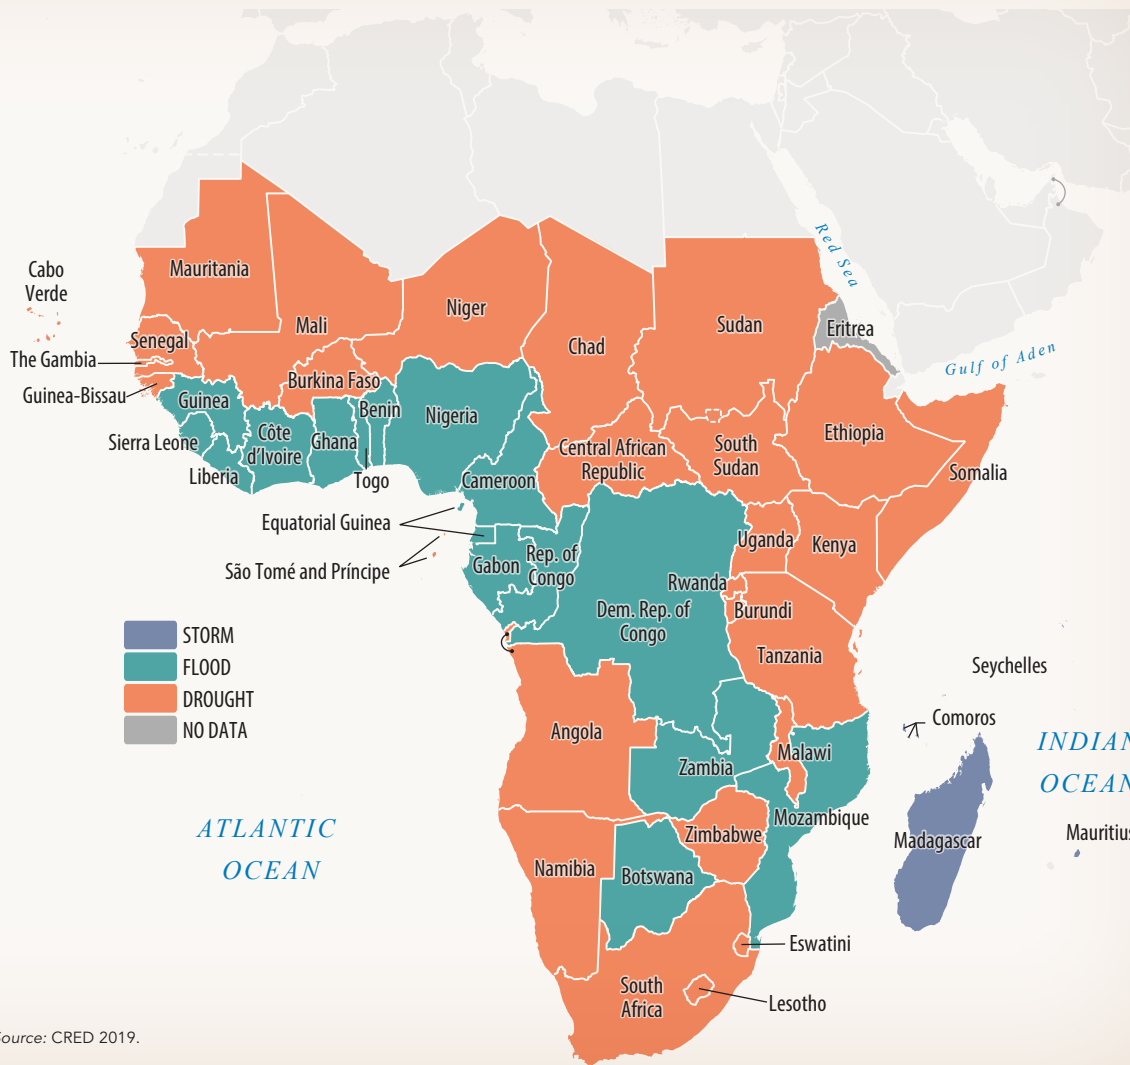 Red Sea
Cabo
Verde
Mauritania
Niger
Mali
Sudan
Eritrea
Senegal
Chad
The Gambia
Gulf of Aden
Guinea-Bissau
Burkina Faso
Guinea
Benin
Nigeria
Ethiopia
Sierra Leone
Côte
d'Ivoire
Ghana
Central African
Republic
South
Sudan
Somalia
Liberia
Togo
Cameroon
Equatorial Guinea
Uganda
Kenya
Gabon
Rep. of
Congo
São Tomé and Príncipe
Rwanda
Dem. Rep. of
Congo
Burundi
STORM
FLOOD
DROUGHT
NO DATA
Tanzania
Seychelles
Comoros
Angola
Malawi
INDIAN
OCEAN
Zambia
Mozambique
ATLANTIC
OCEAN
Zimbabwe
Madagascar
Mauritius
Namibia
Botswana
Eswatini
South
Africa
Lesotho
Source: CRED 2019.